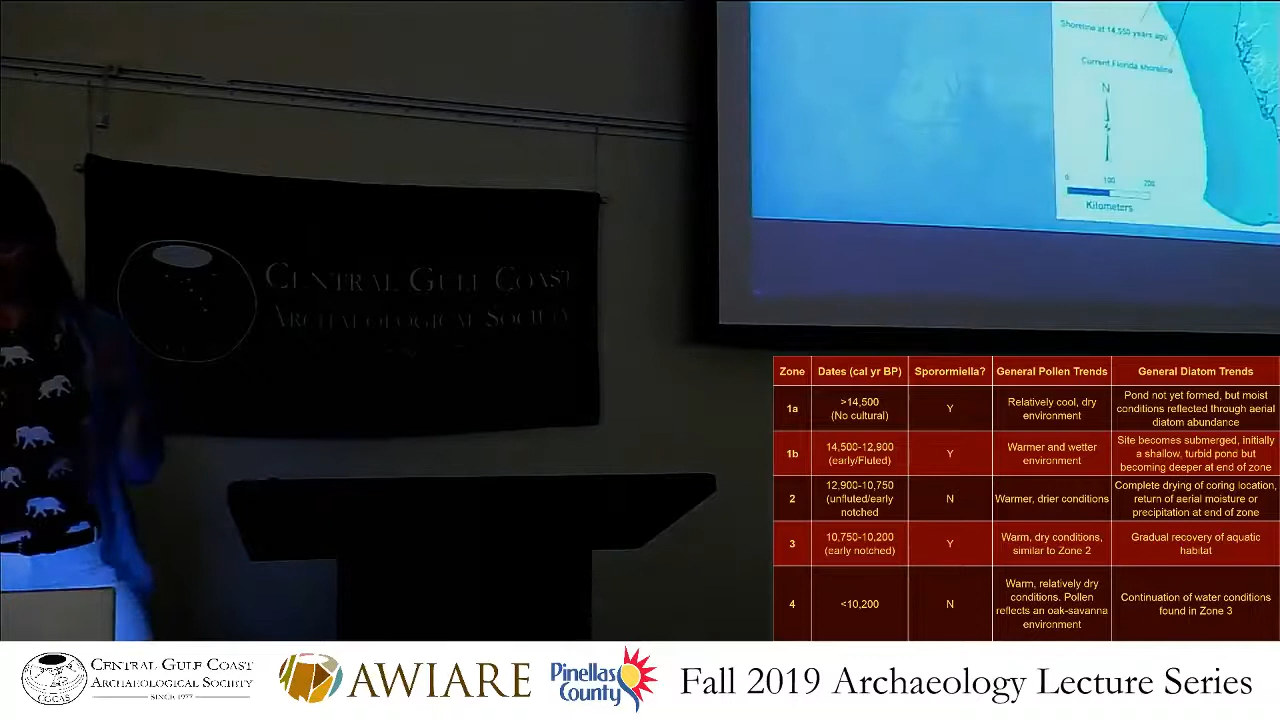 Shoreline at 14,550 years ago
Current Florida shoreline
N
0 100 200
Kilometers
CENTRAL GULF COAST
ARCHAEOLOGICAL SOCIETY
Zone Dates (cal yr BP) Sporormiella? General Pollen Trends General Diatom Trends
1a >14,500 (No cultural) Y Relatively cool, dry environment Pond not yet formed, but moist conditions reflected through aerial diatom abundance
1b 14,500-12,900 (early/Fluted) Y Warmer and wetter environment Site becomes submerged, initially a shallow, turbid pond but becoming deeper at end of zone
2 12,900-10,750 (unfluted/early notched N Warmer, drier conditions Complete drying of coring location, return of aerial moisture or precipitation at end of zone
3 10,750-10,200 (early notched) Y Warm, dry conditions, similar to Zone 2 Gradual recovery of aquatic habitat
4 <10,200 N Warm, relatively dry conditions. Pollen reflects an oak-savanna environment Continuation of water conditions found in Zone 3
CENTRAL GULF COAST
ARCHAEOLOGICAL SOCIETY
SINCE 1977
AWIARE
Pinellas
County
Fall 2019 Archaeology Lecture Series